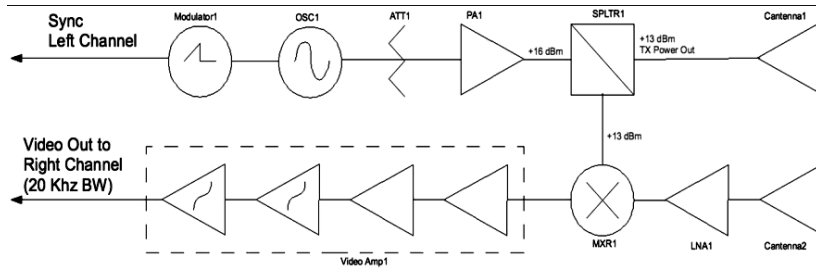 Modulator1
OSC1
ATT1
PA1
SPLTR1
Cantenna1
Sync
Left Channel
+16 dBm
+13 dBm
TX Power Out
+13 dBm
Video Out to
Right Channel
(20 Khz BW)
Video Amp1
MXR1
LNA1
Cantenna2